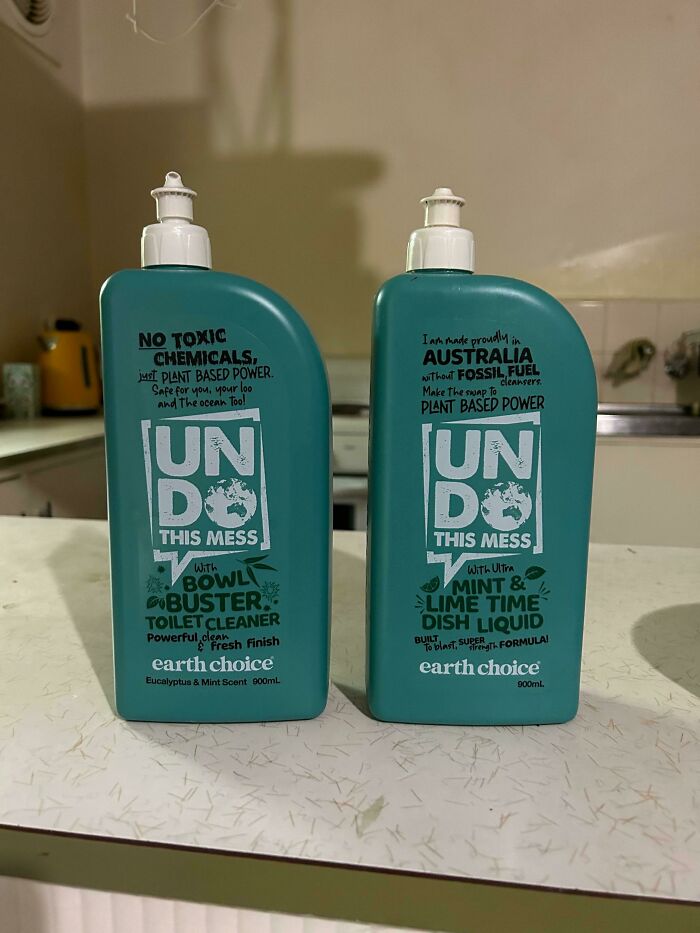 NO TOXIC
CHEMICALS,
just PLANT BASED POWER.
Safe for you, your loo
and the ocean too!
UN
DO
THIS MESS
With
BOWL
BUSTER
TOILET CLEANER
Powerful clean
& fresh finish
earth choice
Eucalyptus & Mint Scent 900mL
I am made proudly in
AUSTRALIA
without FOSSIL FUEL
cleansers.
Make the swap to
PLANT BASED POWER
UN
DO
THIS MESS
With Ultra
MINT &
LIME TIME
DISH LIQUID
BUILT to blast, SUPER strength FORMULA!
earth choice
900mL